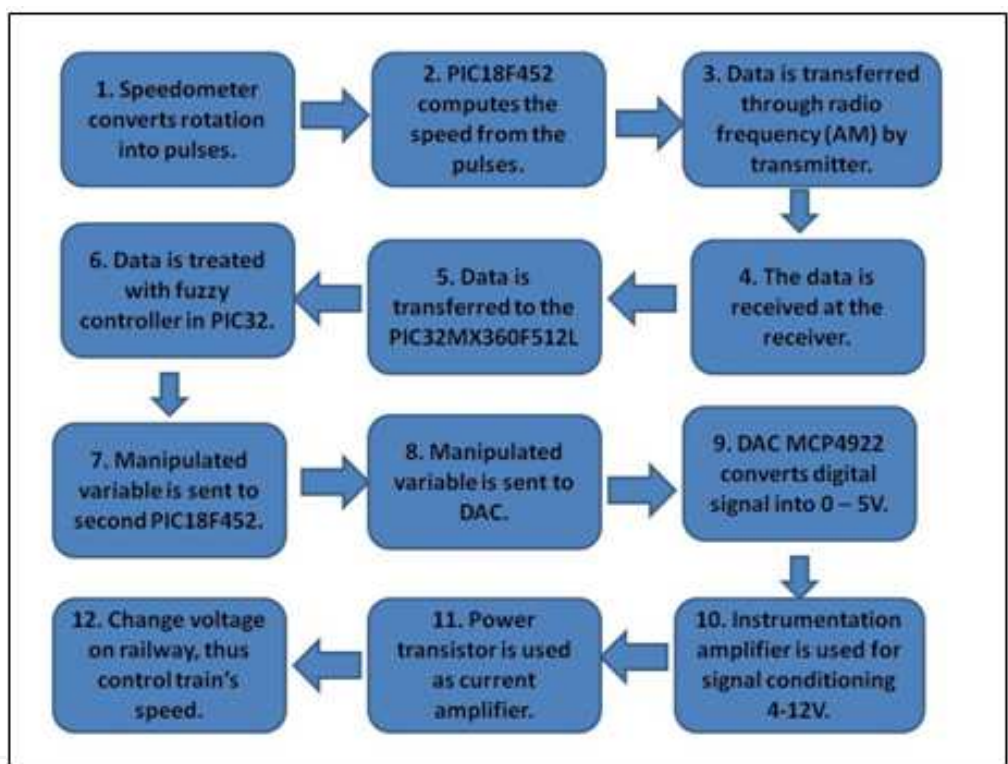 1. Speedometer
converts rotation
into pulses.
2. PIC18F452
computes the
speed from the
pulses.
3. Data is transferred
through radio
frequency (AM) by
transmitter.
4. The data is
received at the
receiver.
5. Data is
transferred to the
PIC32MX360F512L
6. Data is treated
with fuzzy
controller in PIC32.
7. Manipulated
variable is sent to
second PIC18F452.
8. Manipulated
variable is sent to
DAC.
9. DAC MCP4922
converts digital
signal into 0 – 5V.
10. Instrumentation
amplifier is used for
signal conditioning
4-12V.
11. Power
transistor is used
as current
amplifier.
12. Change voltage
on railway, thus
control train's
speed.